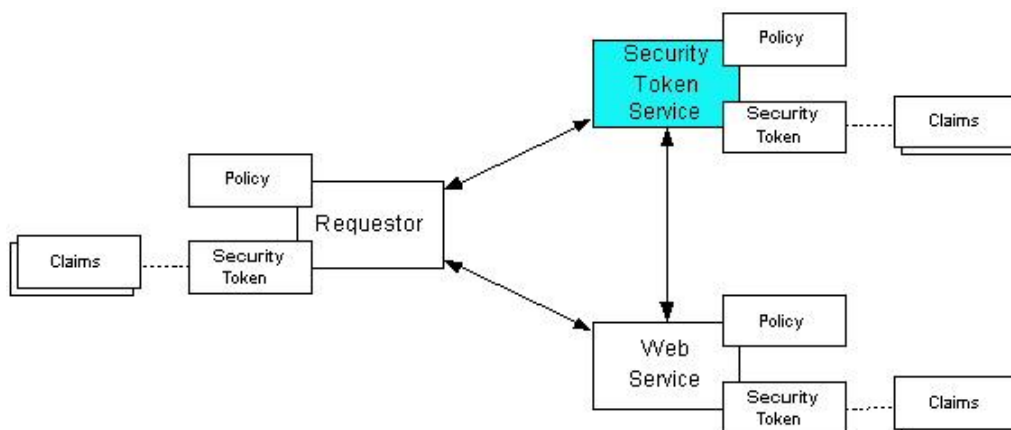 Policy
Security
Token
Service
Security
Token
Claims
Policy
Requestor
Claims
Security
Token
Policy
Web
Service
Security
Token
Claims